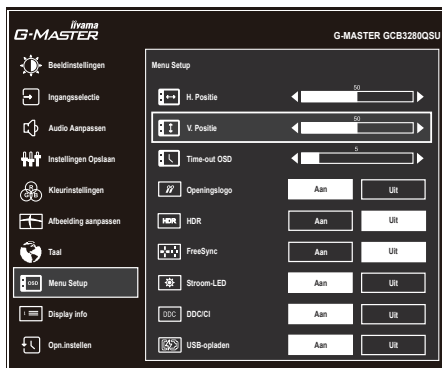 iiyama
G-MASTER
G-MASTER GCB3280QSU
Beeldinstellingen
Ingangsselectie
Audio Aanpassen
Instellingen Opslaan
Kleurinstellingen
Afbeelding aanpassen
Taal
OSD Menu Setup
Display info
Opn.instellen
Menu Setup
H. Positie 50
V. Positie 50
Time-out OSD 5
Openingslogo Aan Uit
HDR HDR Aan Uit
FreeSync Aan Uit
Stroom-LED Aan Uit
DDC DDC/CI Aan Uit
USB-opladen Aan Uit